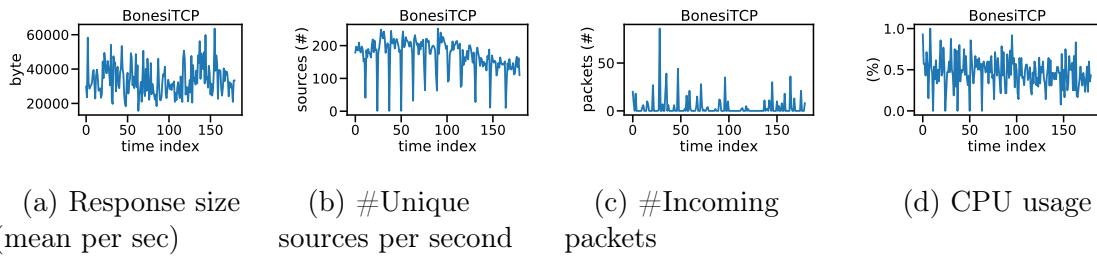 BonesiTCP
60000
40000
20000
byte
0 50 100 150
time index
(a) Response size
(mean per sec)
BonesiTCP
200
100
0
sources (#)
0 50 100 150
time index
(b) #Unique
sources per second
BonesiTCP
50
0
packets (#)
0 50 100 150
time index
(c) #Incoming
packets
BonesiTCP
1.0
0.5
0.0
(%)
0 50 100 150
time index
(d) CPU usage